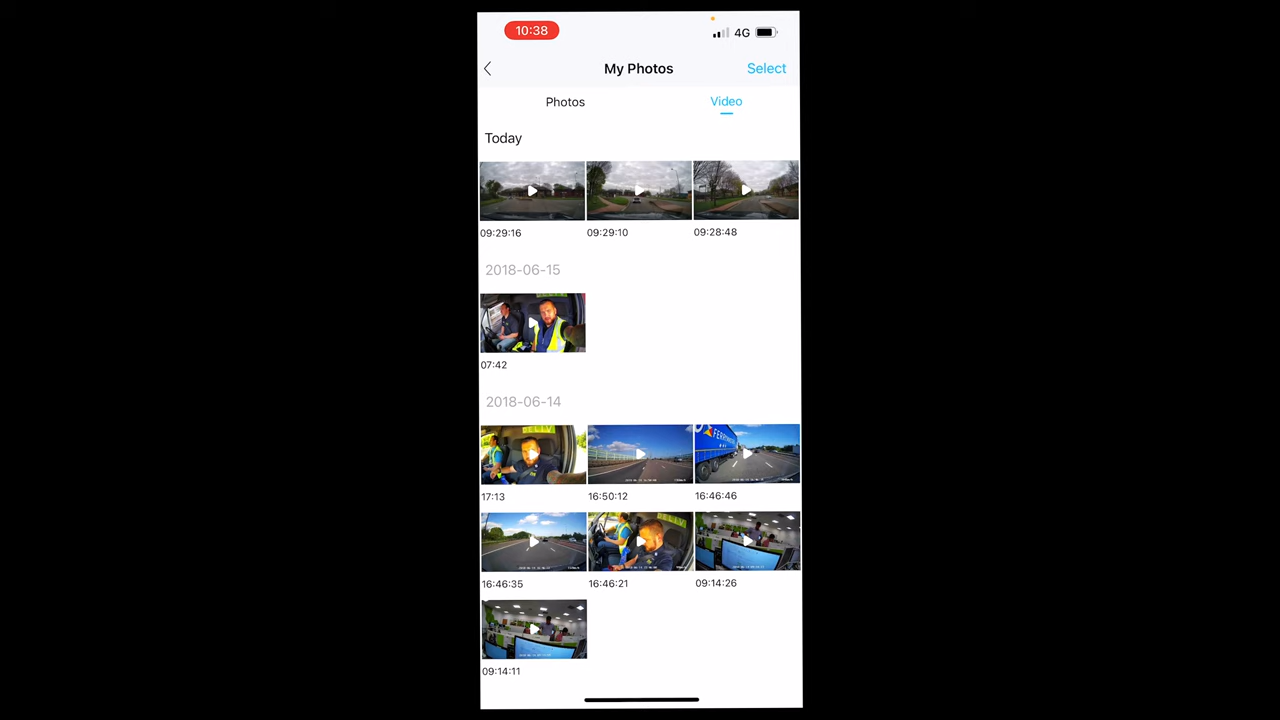 10:38
4G
My Photos
Select
Photos
Video
Today
09:29:16
09:29:10
09:28:48
2018-06-15
07:42
2018-06-14
FERRYMASTERS
17:13
16:50:12
16:46:46
16:46:35
16:46:21
09:14:26
09:14:11